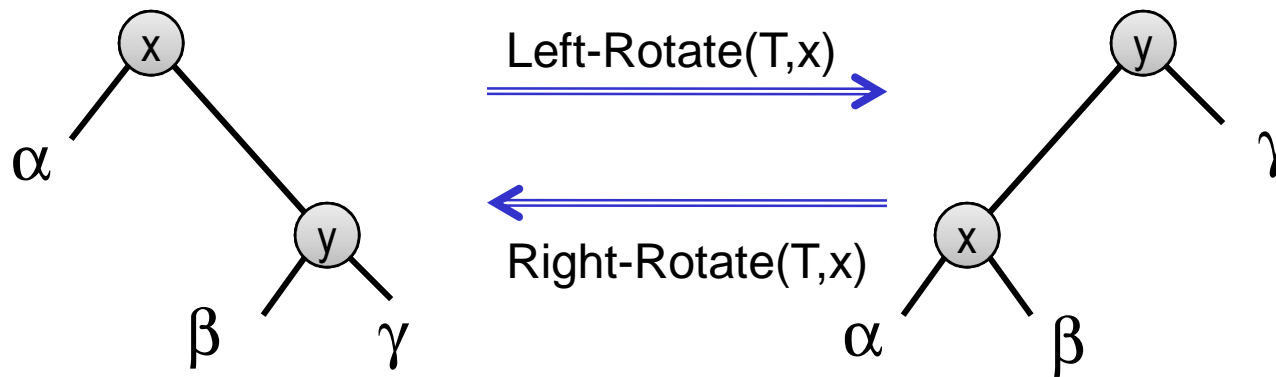 x
Left-Rotate(T,x)
y
α
γ
y
Right-Rotate(T,x)
x
β
γ
α
β